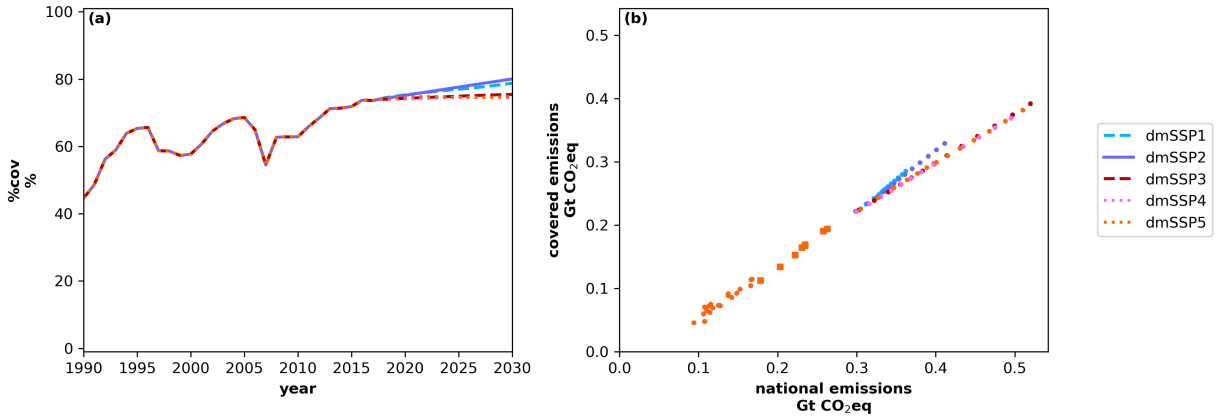 (a)
100
80
60
40
20
0
%cov
%
1990 1995 2000 2005 2010 2015 2020 2025 2030
year
(b)
0.5
0.4
0.3
0.2
0.1
0.0
covered emissions
Gt CO₂eq
0.0 0.1 0.2 0.3 0.4 0.5
national emissions
Gt CO₂eq
dmSSP1
dmSSP2
dmSSP3
dmSSP4
dmSSP5